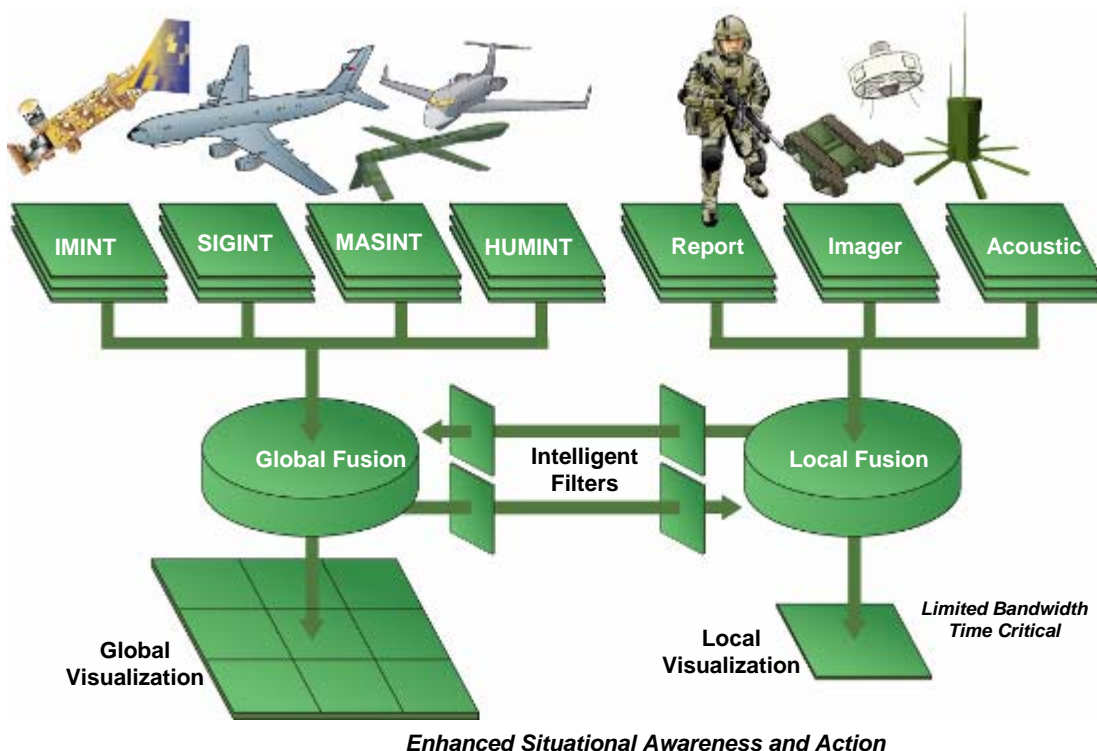 IMINT
SIGINT
MASINT
HUMINT
Report
Imager
Acoustic
Global Fusion
Intelligent
Filters
Local Fusion
Global
Visualization
Local
Visualization
Limited Bandwidth
Time Critical
Enhanced Situational Awareness and Action